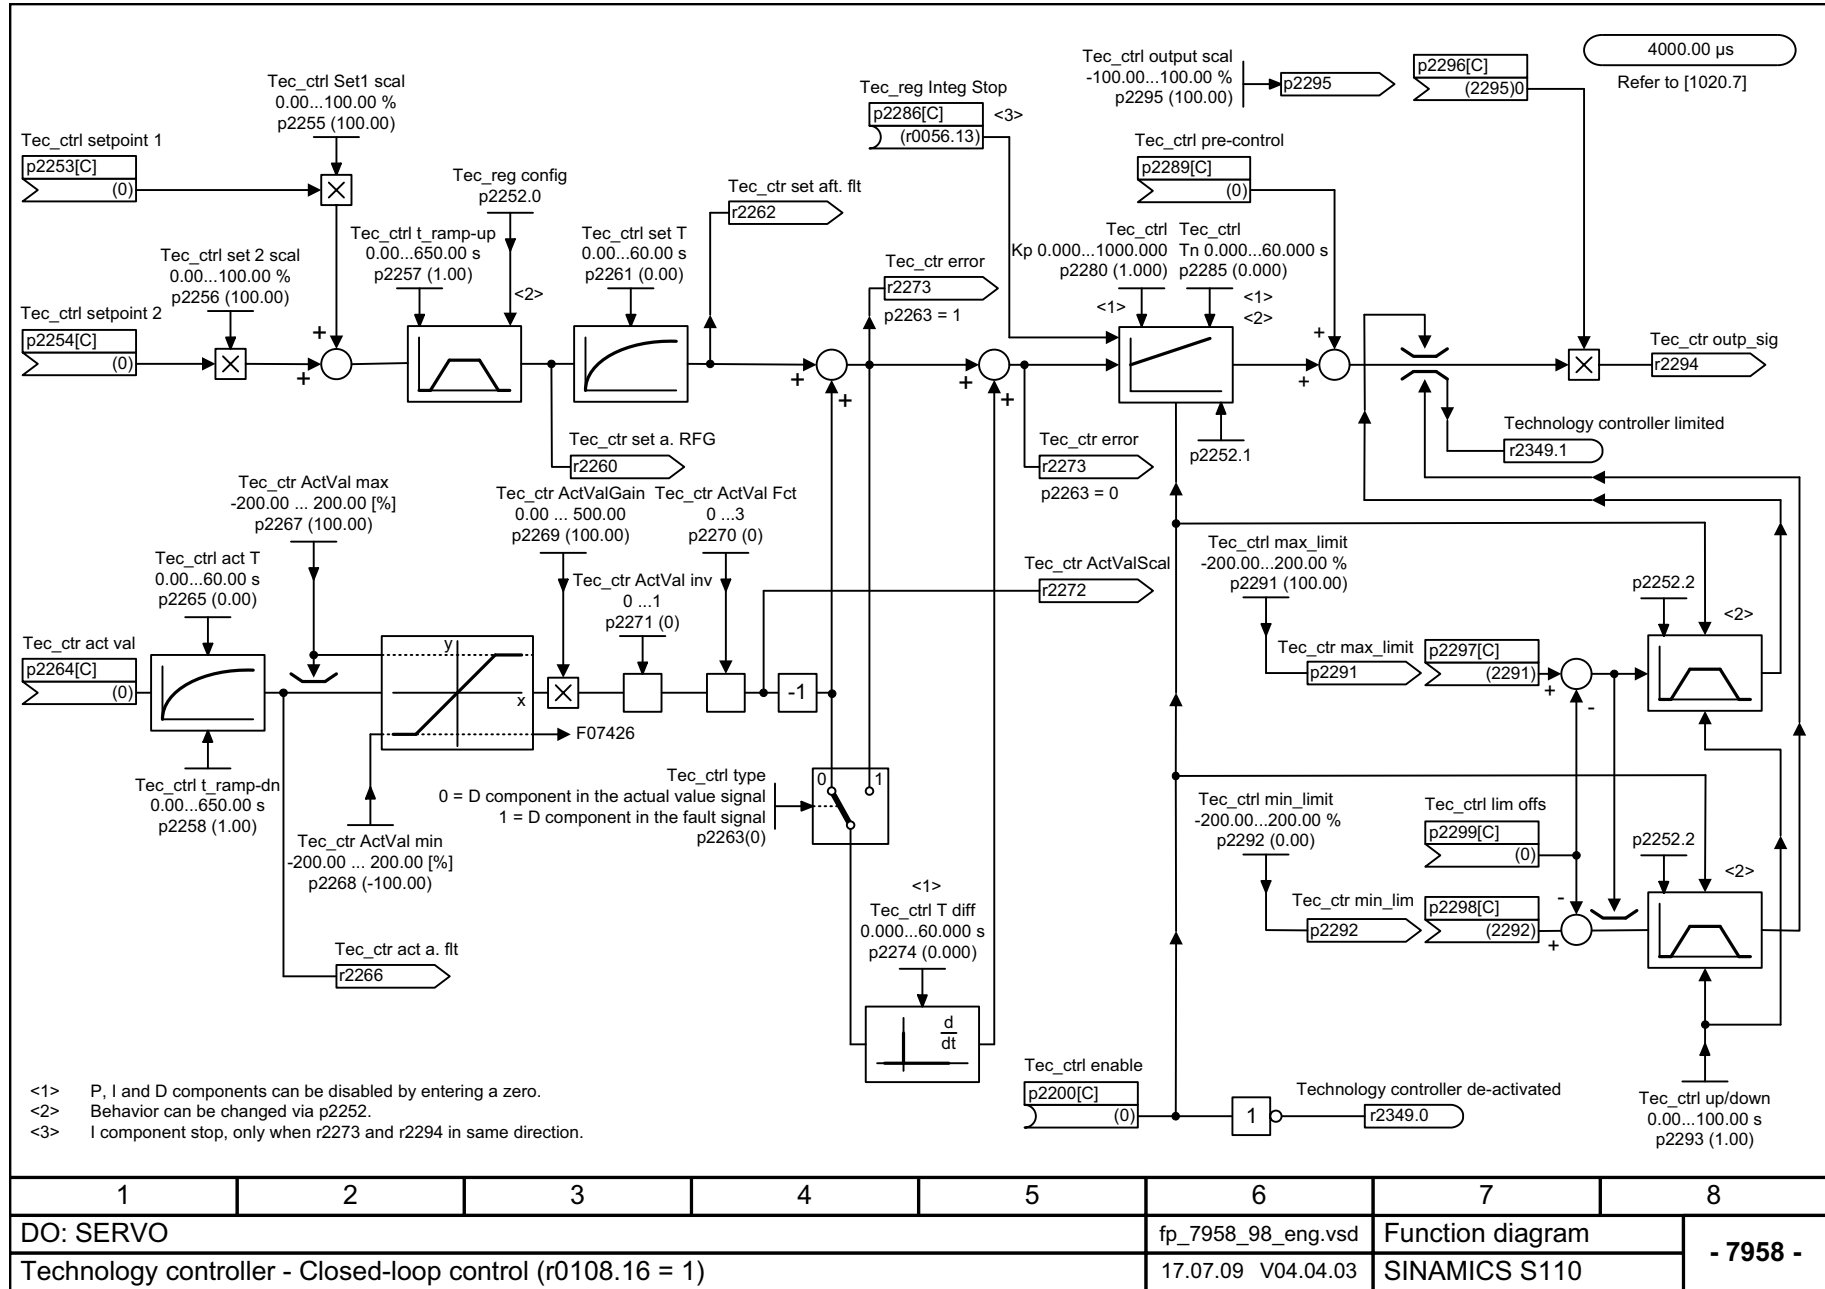 Tec_ctrl Set1 scal
0.00...100.00 %
p2255 (100.00)
Tec_ctrl setpoint 1
p2253[C]
(0)
Tec_ctrl set 2 scal
0.00...100.00 %
p2256 (100.00)
Tec_ctrl setpoint 2
p2254[C]
(0)
+
+
Tec_reg config
p2252.0
Tec_ctrl t_ramp-up
0.00...650.00 s
p2257 (1.00)
<2>
Tec_ctrl set T
0.00...60.00 s
p2261 (0.00)
Tec_ctr set aft. flt
r2262
Tec_ctr set a. RFG
r2260
Tec_reg Integ Stop
p2286[C]
(r0056.13)
<3>
Tec_ctr error
r2273
p2263 = 1
+
+
+
+
Tec_ctr error
r2273
p2263 = 0
Tec_ctrl output scal
-100.00...100.00 %
p2295 (100.00)
p2295
p2296[C]
(2295)0
4000.00 µs
Refer to [1020.7]
Tec_ctrl pre-control
p2289[C]
(0)
Tec_ctrl
Kp 0.000...1000.000
p2280 (1.000)
<1>
Tec_ctrl
Tn 0.000...60.000 s
p2285 (0.000)
<1>
<2>
p2252.1
+
+
Tec_ctr outp_sig
r2294
Technology controller limited
r2349.1
Tec_ctr ActVal max
-200.00 ... 200.00 [%]
p2267 (100.00)
Tec_ctrl act T
0.00...60.00 s
p2265 (0.00)
Tec_ctr act val
p2264[C]
(0)
Tec_ctrl t_ramp-dn
0.00...650.00 s
p2258 (1.00)
Tec_ctr ActVal min
-200.00 ... 200.00 [%]
p2268 (-100.00)
Tec_ctr act a. flt
r2266
y
x
F07426
Tec_ctr ActValGain
0.00 ... 500.00
p2269 (100.00)
Tec_ctr ActVal inv
0 ...1
p2271 (0)
Tec_ctr ActVal Fct
0 ...3
p2270 (0)
-1
Tec_ctr ActValScal
r2272
Tec_ctrl type
0 = D component in the actual value signal
1 = D component in the fault signal
p2263(0)
0
1
<1>
Tec_ctrl T diff
0.000...60.000 s
p2274 (0.000)
d
dt
Tec_ctrl max_limit
-200.00...200.00 %
p2291 (100.00)
Tec_ctr max_limit
p2291
p2297[C]
(2291)
+
-
p2252.2
<2>
Tec_ctrl min_limit
-200.00...200.00 %
p2292 (0.00)
Tec_ctrl lim offs
p2299[C]
(0)
Tec_ctr min_lim
p2292
p2298[C]
(2292)
-
+
p2252.2
<2>
Tec_ctrl enable
p2200[C]
(0)
1
Technology controller de-activated
r2349.0
Tec_ctrl up/down
0.00...100.00 s
p2293 (1.00)
<1> P, I and D components can be disabled by entering a zero.
<2> Behavior can be changed via p2252.
<3> I component stop, only when r2273 and r2294 in same direction.
1 2 3 4 5 6 7 8
DO: SERVO
fp_7958_98_eng.vsd
Function diagram
Technology controller - Closed-loop control (r0108.16 = 1)
17.07.09 V04.04.03
SINAMICS S110
- 7958 -